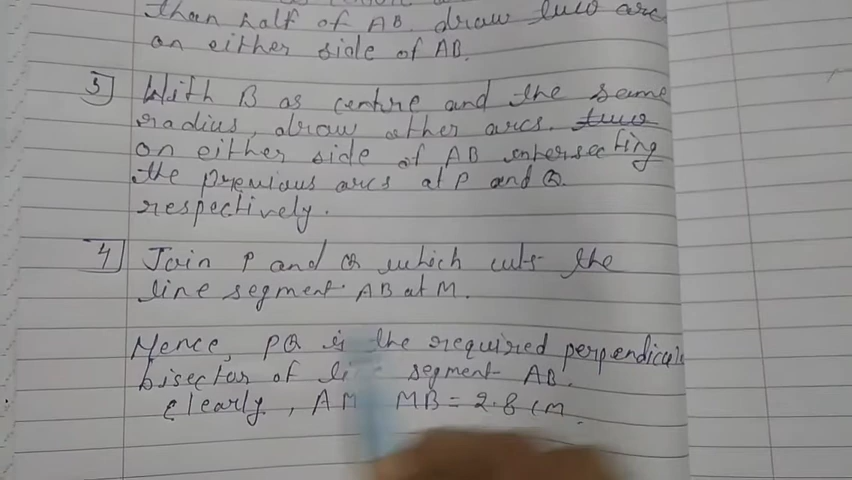 than half of AB. draw two arc
on either side of AB.
3) With B as centre and the same
radius, draw other arcs. two
on either side of AB intersecting
the previous arcs at P and Q.
respectively.
4) Join P and Q which cuts the
line segment AB at M.
Hence, PQ is the required perpendicul
bisector of segment AB.
Clearly, AM MB = 2.8 cm.